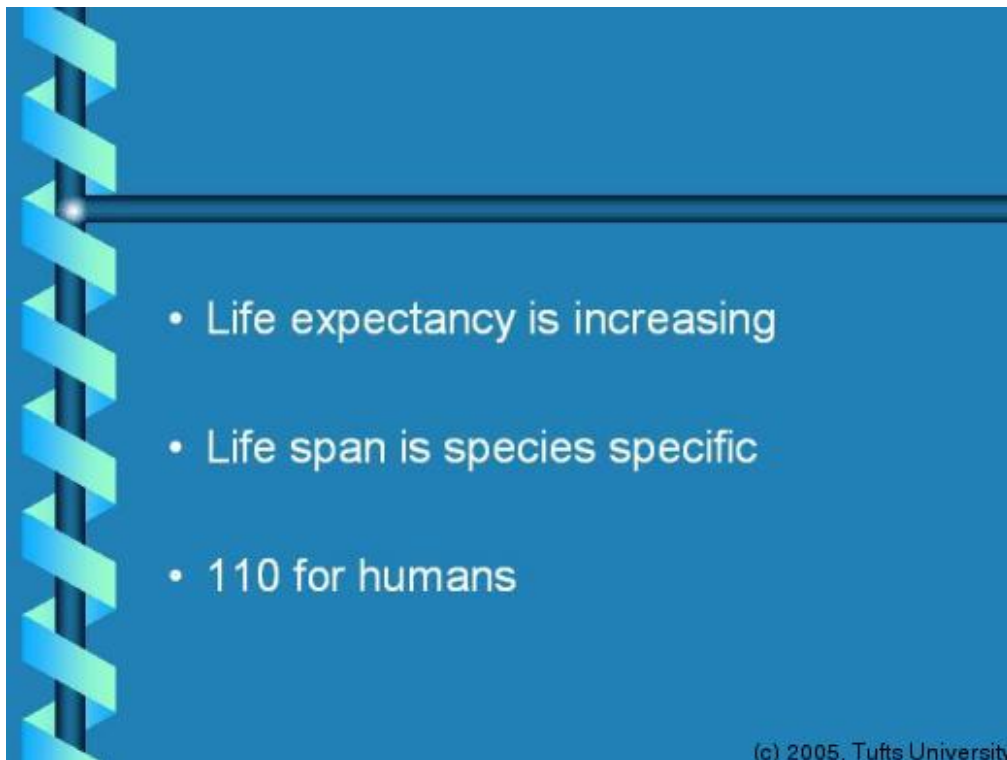 • Life expectancy is increasing
• Life span is species specific
• 110 for humans
(c) 2005, Tufts University